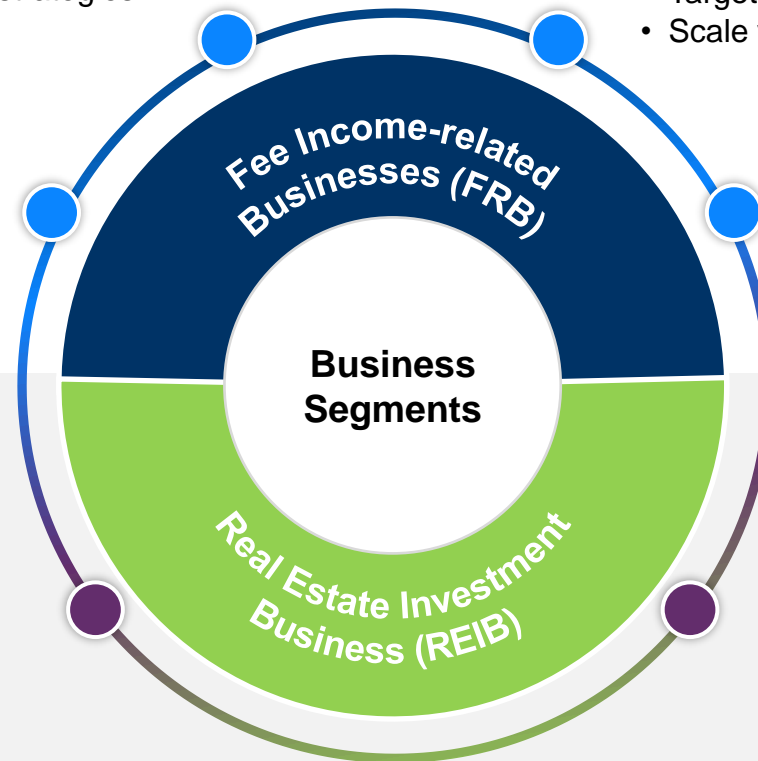 • Scale
Fee Income-related
Businesses (FRB)
Business
Segments
Real Estate Investment
Business (REIB)